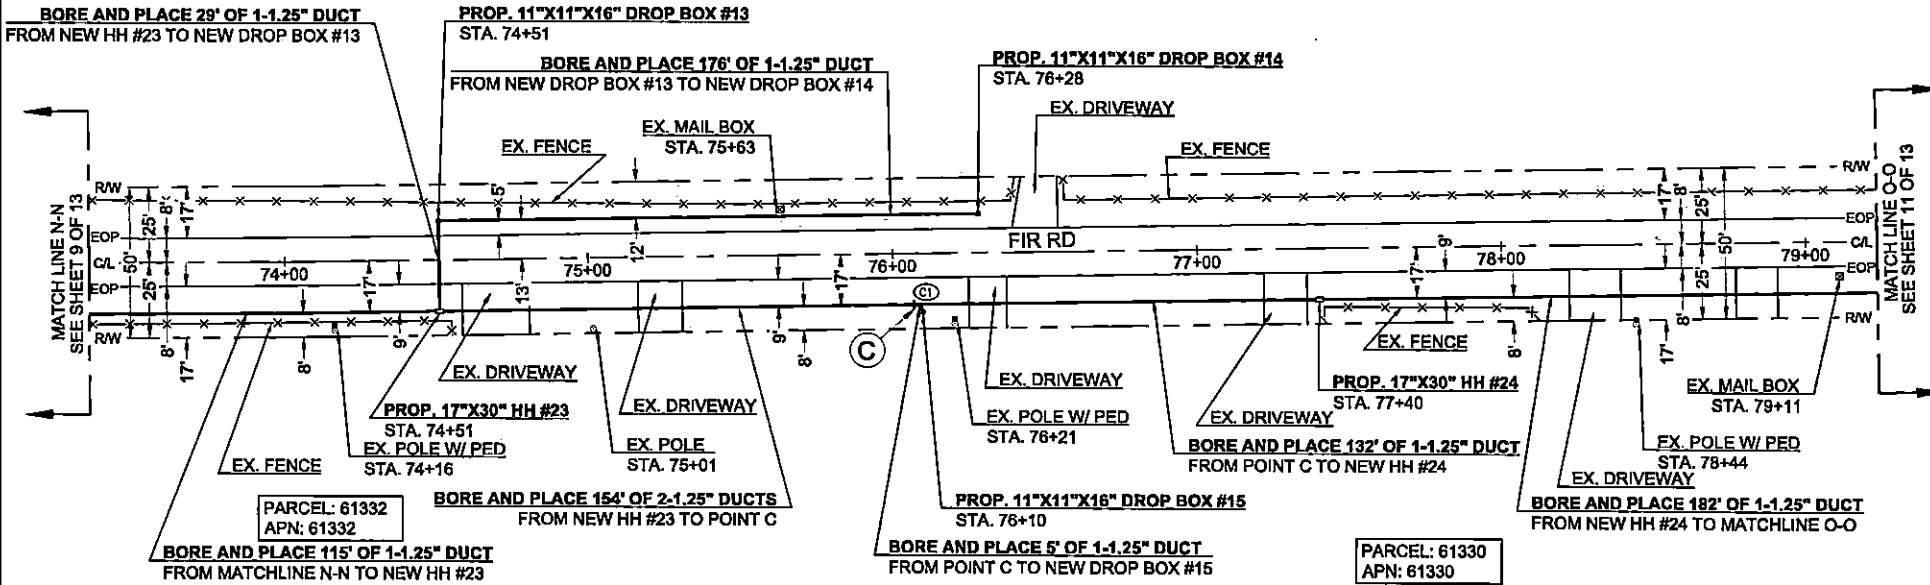 BORE AND PLACE 29' OF 1-1.25" DUCT
FROM NEW HH #23 TO NEW DROP BOX #13
PROP. 11"X11"X16" DROP BOX #13
STA. 74+51
BORE AND PLACE 176' OF 1-1.25" DUCT
FROM NEW DROP BOX #13 TO NEW DROP BOX #14
PROP. 11"X11"X16" DROP BOX #14
STA. 76+28
EX. DRIVEWAY
EX. MAIL BOX
STA. 75+63
EX. FENCE
EX. FENCE
MATCH LINE N-N
SEE SHEET 9 OF 13
R/W
EOP
C/L
EOP
R/W
50'
25'
25'
8'
8'
17'
17'
8'
5'
12'
17'
9'
13'
17'
9'
8'
FIR RD
74+00
75+00
76+00
77+00
78+00
79+00
C1
C
17'
9'
8'
17'
8'
17'
8'
8'
25'
25'
50'
R/W
EOP
C/L
EOP
R/W
MATCH LINE O-O
SEE SHEET 11 OF 13
EX. DRIVEWAY
PROP. 17"X30" HH #23
STA. 74+51
EX. POLE W/ PED
STA. 74+16
EX. FENCE
EX. DRIVEWAY
EX. POLE
STA. 75+01
EX. DRIVEWAY
EX. POLE W/ PED
STA. 76+21
EX. FENCE
PROP. 17"X30" HH #24
STA. 77+40
EX. DRIVEWAY
EX. MAIL BOX
STA. 79+11
EX. POLE W/ PED
STA. 78+44
EX. DRIVEWAY
BORE AND PLACE 132' OF 1-1.25" DUCT
FROM POINT C TO NEW HH #24
BORE AND PLACE 154' OF 2-1.25" DUCTS
FROM NEW HH #23 TO POINT C
PROP. 11"X11"X16" DROP BOX #15
STA. 76+10
BORE AND PLACE 182' OF 1-1.25" DUCT
FROM NEW HH #24 TO MATCHLINE O-O
PARCEL: 61332
APN: 61332
BORE AND PLACE 115' OF 1-1.25" DUCT
FROM MATCHLINE N-N TO NEW HH #23
BORE AND PLACE 5' OF 1-1.25" DUCT
FROM POINT C TO NEW DROP BOX #15
PARCEL: 61330
APN: 61330